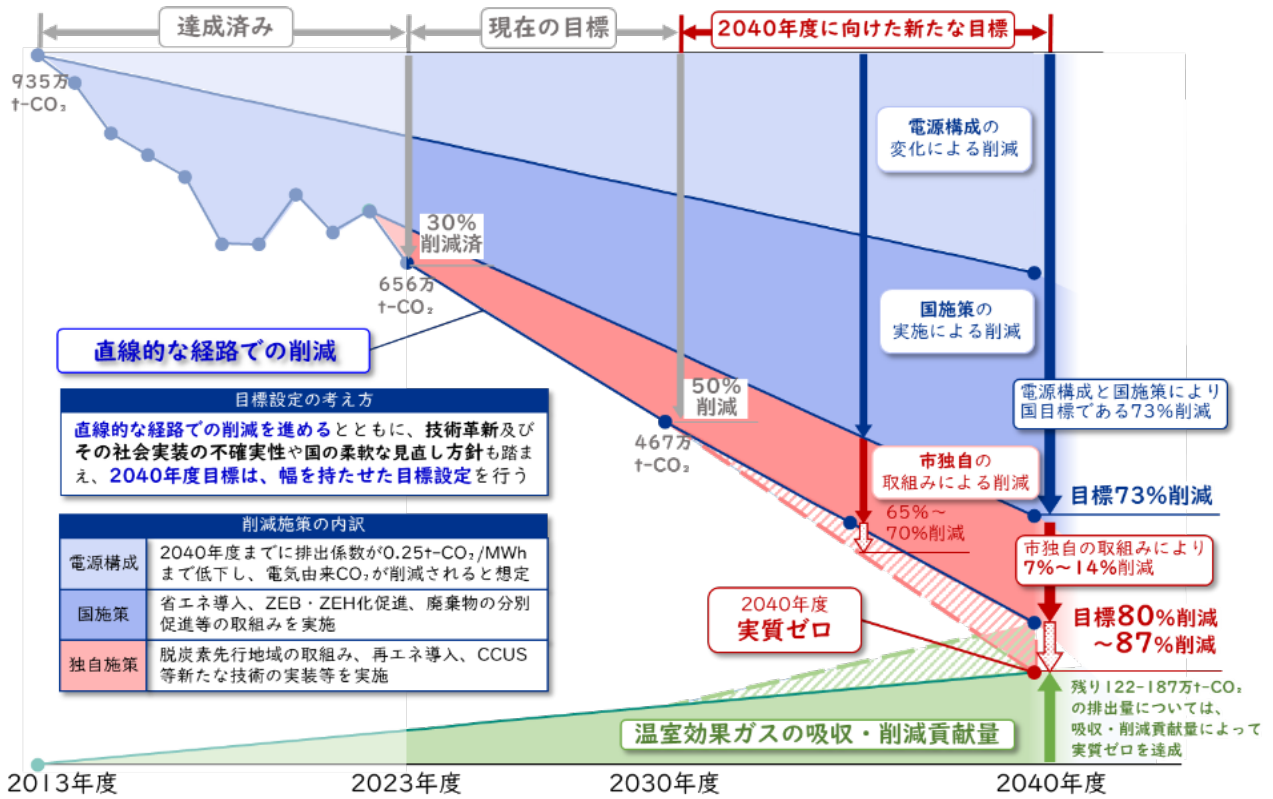 達成済み
現在の目標
2040年度に向けた新たな目標
935万
t-CO₂
電源構成の
変化による削減
30%
削減済
656万
t-CO₂
国施策の
実施による削減
直線的な経路での削減
50%
削減
電源構成と国施策により
国目標である73%削減
目標設定の考え方
直線的な経路での削減を進めるとともに、技術革新及び
その社会実装の不確実性や国の柔軟な見直し方針も踏ま
え、2040年度目標は、幅を持たせた目標設定を行う
467万
t-CO₂
市独自の
取組みによる削減
目標73%削減
65%~
70%削減
削減施策の内訳
電源構成
2040年度までに排出係数が0.25t-CO₂/MWh
まで低下し、電気由来CO₂が削減されると想定
国施策
省エネ導入、ZEB・ZEH化促進、廃棄物の分別
促進等の取組みを実施
独自施策
脱炭素先行地域の取組み、再エネ導入、CCUS
等新たな技術の実装等を実施
市独自の取組みにより
7%~14%削減
2040年度
実質ゼロ
目標80%削減
~87%削減
残り122-187万t-CO₂
の排出量については、
吸収・削減貢献量によって
実質ゼロを達成
温室効果ガスの吸収・削減貢献量
2013年度
2023年度
2030年度
2040年度